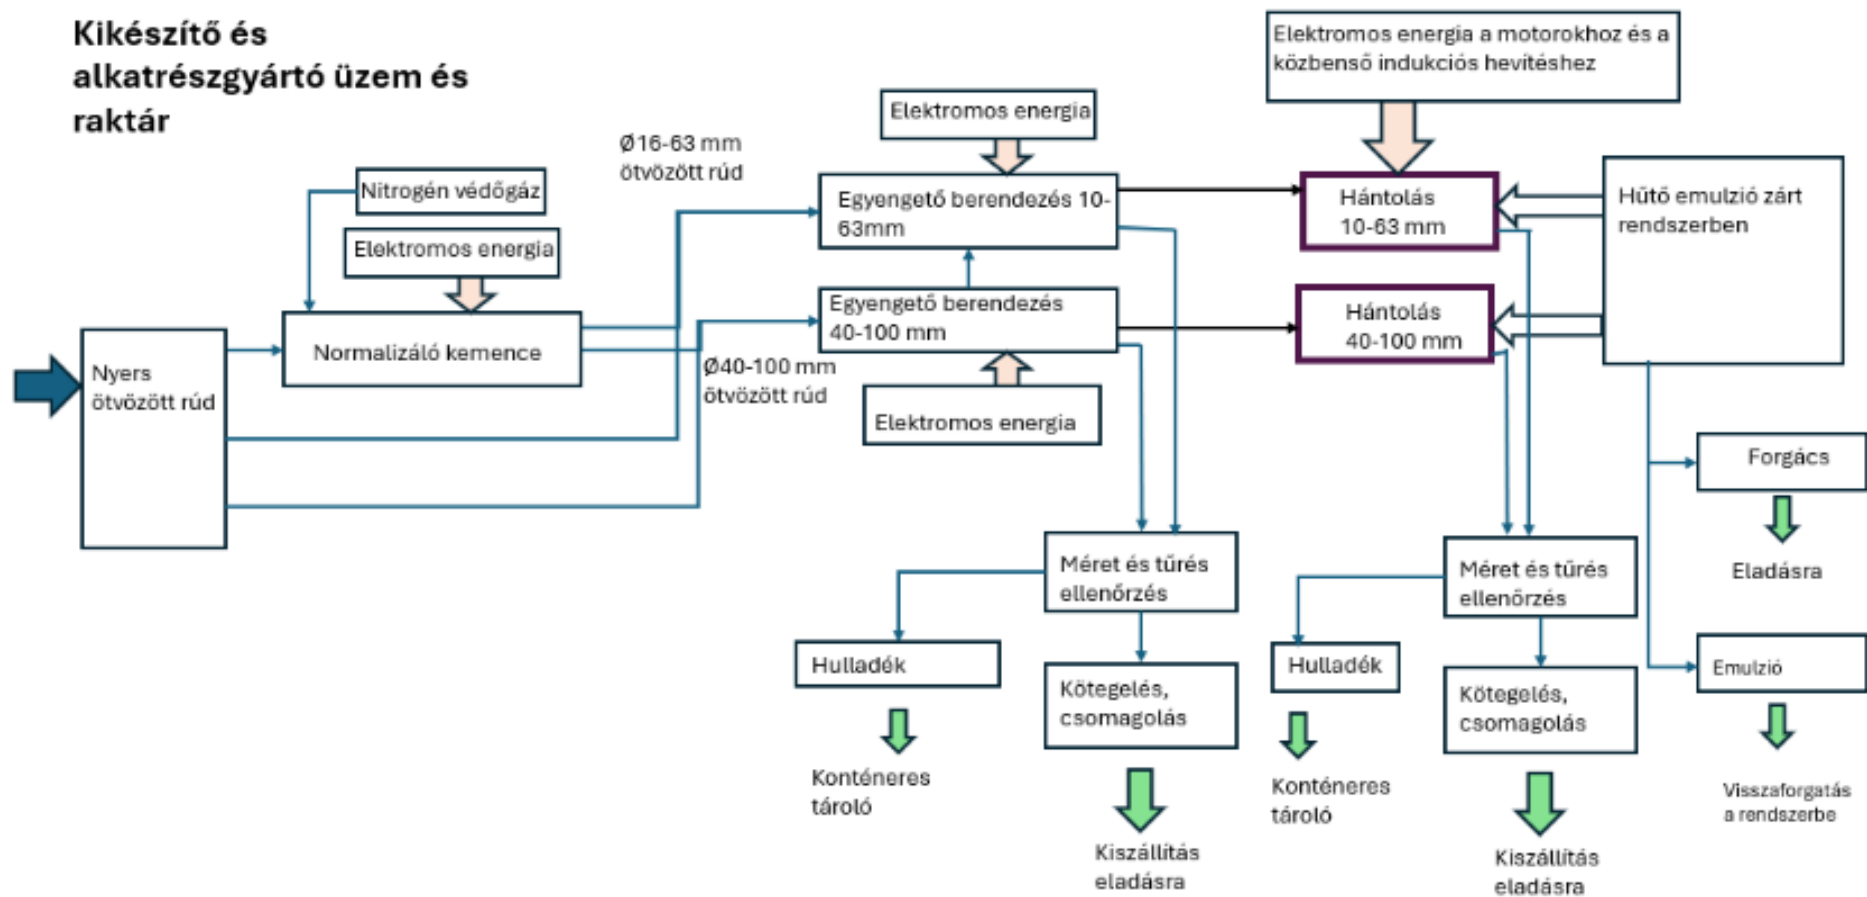 Kikészítő és
alkatrészgyártó üzem és
raktár
Elektromos energia a motorokhoz és a
közbenső indukciós hevítéshez
Elektromos energia
Ø16-63 mm
ötvözött rúd
Nitrogén védőgáz
Elektromos energia
Egyengető berendezés 10-
63mm
Hántolás
10-63 mm
Hűtő emulzió zárt
rendszerben
Egyengető berendezés
40-100 mm
Hántolás
40-100 mm
Normalizáló kemence
Nyers
ötvözött rúd
Ø40-100 mm
ötvözött rúd
Elektromos energia
Forgács
Eladásra
Méret és tűrés
ellenőrzés
Méret és tűrés
ellenőrzés
Hulladék
Kötegelés,
csomagolás
Hulladék
Kötegelés,
csomagolás
Emulzió
Konténeres
tároló
Kiszállítás
eladásra
Konténeres
tároló
Kiszállítás
eladásra
Visszaforgatás
a rendszerbe